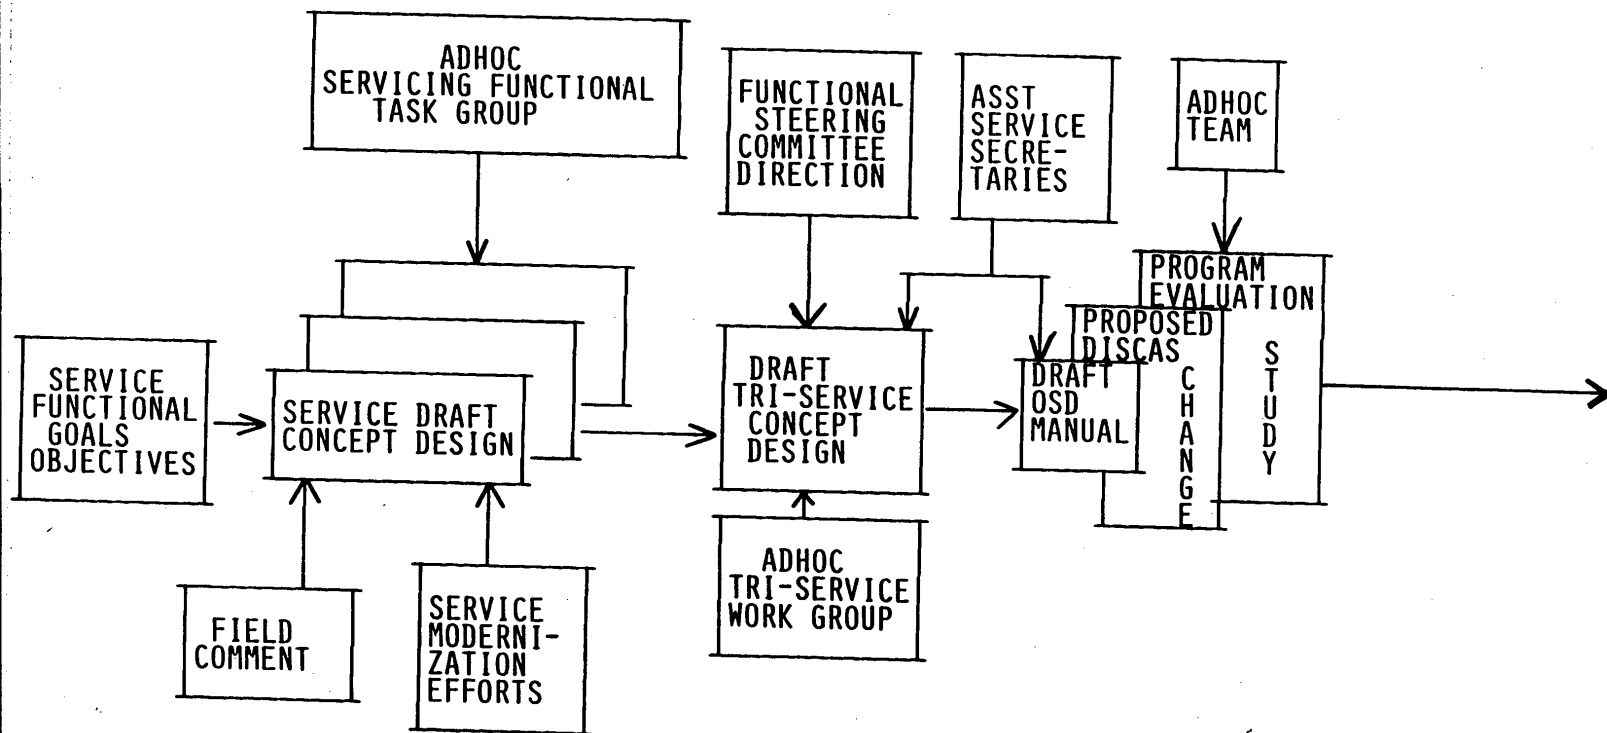 ADHOC
SERVICING FUNCTIONAL
TASK GROUP
FUNCTIONAL
STEERING
COMMITTEE
DIRECTION
ASST
SERVICE
SECRE-
TARIES
ADHOC
TEAM
PROGRAM
EVALUATION
STUDY
PROPOSED
DISCAS
CHANGE
SERVICE
FUNCTIONAL
GOALS
OBJECTIVES
SERVICE DRAFT
CONCEPT DESIGN
DRAFT
TRI-SERVICE
CONCEPT
DESIGN
DRAFT
OSD
MANUAL
FIELD
COMMENT
SERVICE
MODERNI-
ZATION
EFFORTS
ADHOC
TRI-SERVICE
WORK GROUP